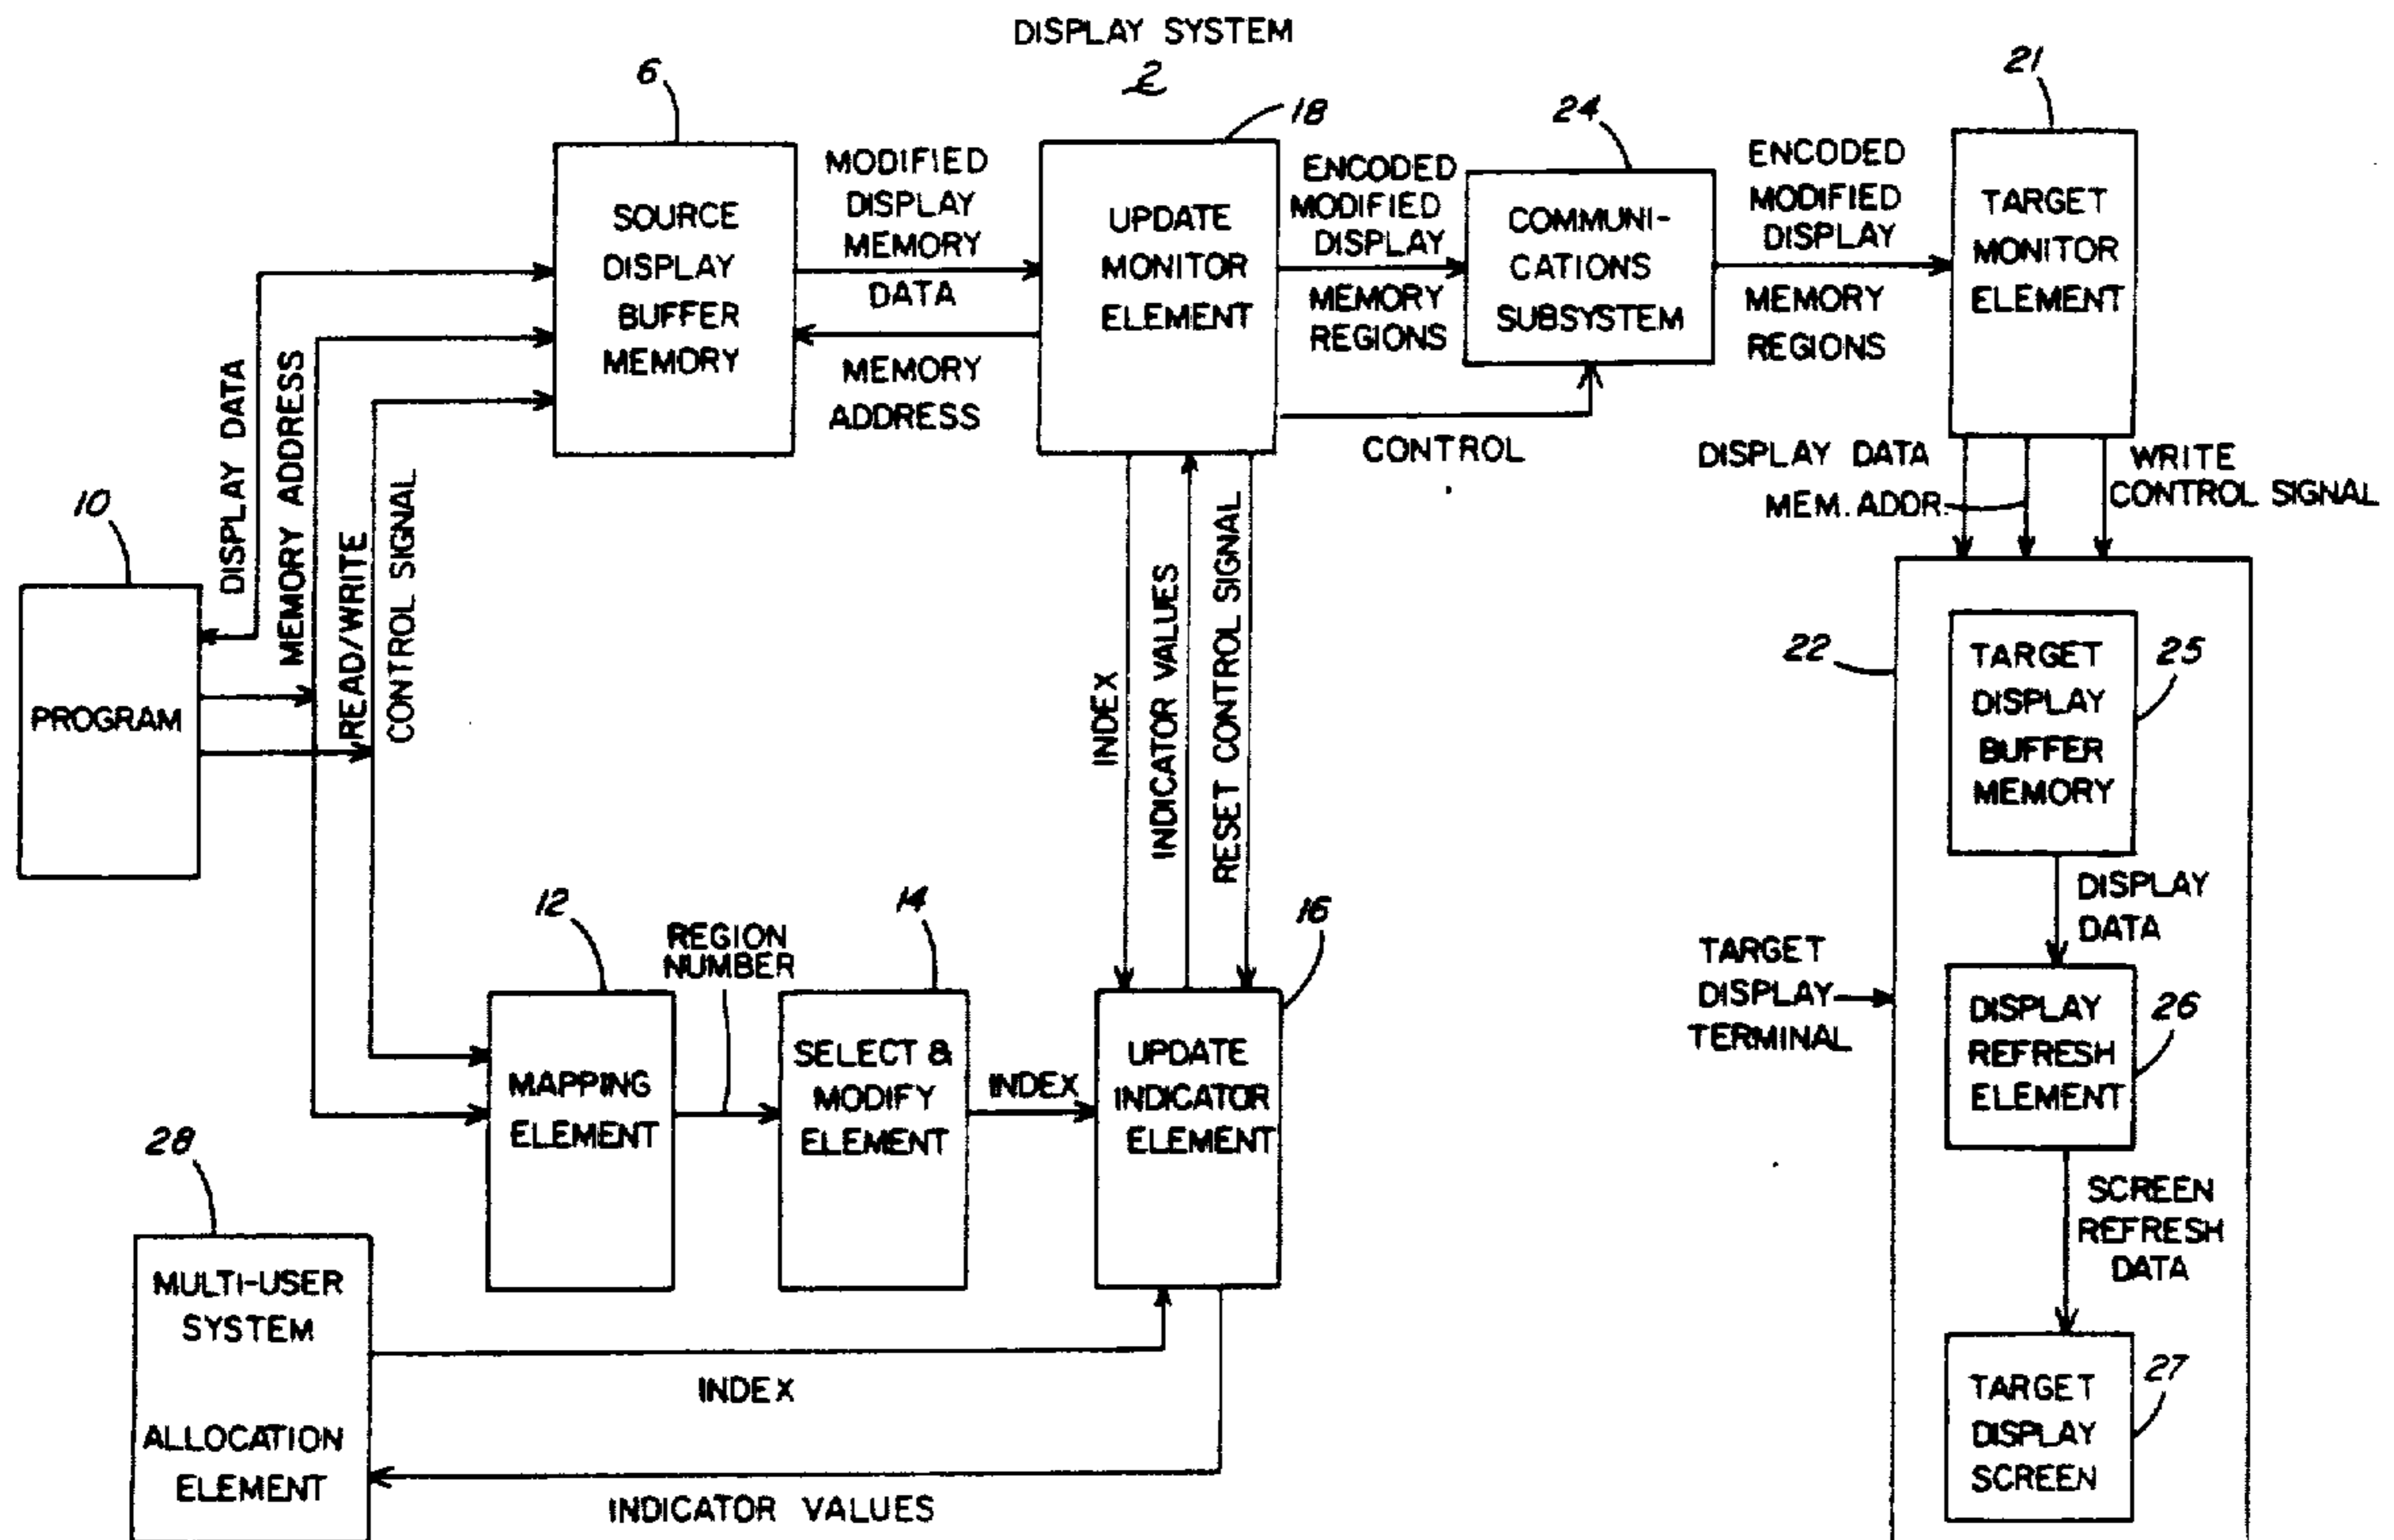 DISPLAY SYSTEM
2
6
SOURCE
DISPLAY
BUFFER
MEMORY
MODIFIED
DISPLAY
MEMORY
DATA
MEMORY
ADDRESS
18
UPDATE
MONITOR
ELEMENT
ENCODED
MODIFIED
DISPLAY
MEMORY
REGIONS
CONTROL
24
COMMUNI-
CATIONS
SUBSYSTEM
ENCODED
MODIFIED
DISPLAY
MEMORY
REGIONS
21
TARGET
MONITOR
ELEMENT
DISPLAY DATA
MEM. ADDR.
WRITE
CONTROL SIGNAL
10
PROGRAM
DISPLAY DATA
MEMORY ADDRESS
READ/WRITE
CONTROL SIGNAL
INDEX
INDICATOR VALUES
RESET CONTROL SIGNAL
12
MAPPING
ELEMENT
REGION
NUMBER
14
SELECT &
MODIFY
ELEMENT
INDEX
16
UPDATE
INDICATOR
ELEMENT
28
MULTI-USER
SYSTEM
ALLOCATION
ELEMENT
INDEX
INDICATOR VALUES
22
TARGET
DISPLAY
TERMINAL
TARGET
DISPLAY
BUFFER
MEMORY
25
DISPLAY
DATA
DISPLAY
REFRESH
ELEMENT
26
SCREEN
REFRESH
DATA
TARGET
DISPLAY
SCREEN
27